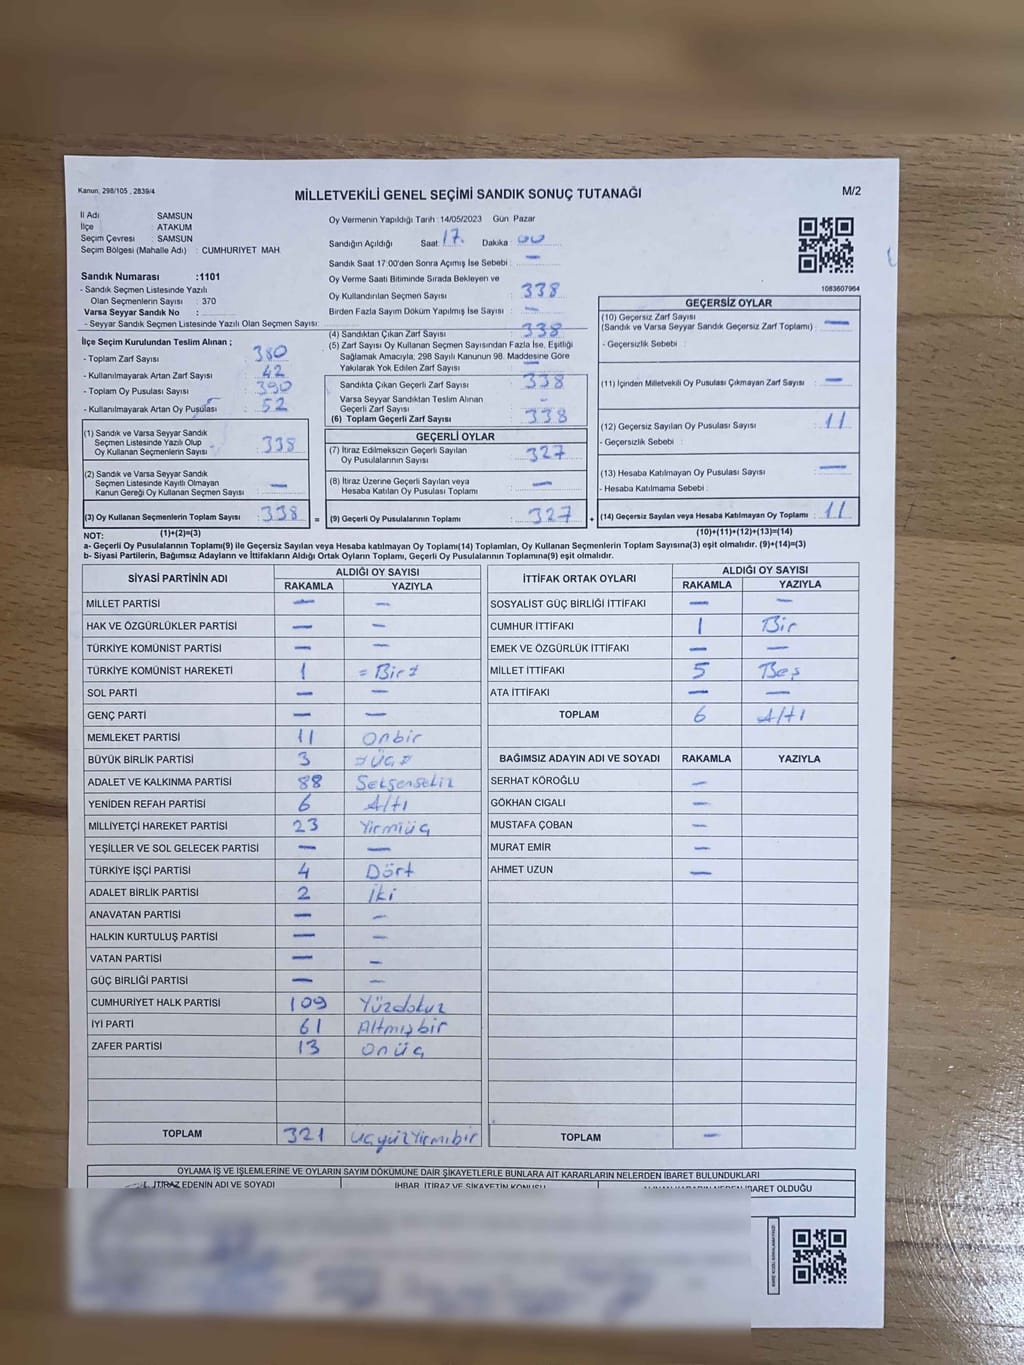 Kanun, 298/105 , 2839/4
MİLLETVEKİLİ GENEL SEÇİMİ SANDIK SONUÇ TUTANAĞI
M/2
İl Adı SAMSUN
İlçe ATAKUM
Seçim Çevresi : SAMSUN
Seçim Bölgesi (Mahalle Adı) : CUMHURIYET MAH
Sandık Numarası :1101
- Sandık Seçmen Listesinde Yazılı
Olan Seçmenlerin Sayısı : 370
Varsa Seyyar Sandık No :
- Seyyar Sandık Seçmen Listesinde Yazılı Olan Seçmen Sayısı:
İlçe Seçim Kurulundan Teslim Alınan ;
- Toplam Zarf Sayısı : 380
- Kullanılmayarak Artan Zarf Sayısı : 42
- Toplam Oy Pusulası Sayısı : 390
- Kullanılmayarak Artan Oy Pusulası : 52
Oy Vermenin Yapıldığı Tarih :14/05/2023 Gün Pazar
Sandığın Açıldığı Saat 17. Dakika 00
Sandık Saat 17:00'den Sonra Açımış İse Sebebi : —
Oy Verme Saati Bitiminde Sırada Bekleyen ve
Oy Kullandırılan Seçmen Sayısı : 338
Birden Fazla Sayım Döküm Yapılmış İse Sayısı : —
(4) Sandıktan Çıkan Zarf Sayısı : 338
(5) Zarf Sayısı Oy Kullanan Seçmen Sayısından Fazla İse, Eşitliği
Sağlamak Amacıyla, 298 Sayılı Kanunun 98. Maddesine Göre
Yakılarak Yok Edilen Zarf Sayısı : —
Sandıkta Çıkan Geçerli Zarf Sayısı : 338
Varsa Seyyar Sandıktan Teslim Alınan
Geçerli Zarf Sayısı : -
(6) Toplam Geçerli Zarf Sayısı : 338
1083607964
GEÇERSİZ OYLAR
(10) Geçersiz Zarf Sayısı
(Sandık ve Varsa Seyyar Sandık Geçersiz Zarf Toplamı) : —
- Geçersizlik Sebebi :
(11) İçinden Milletvekili Oy Pusulası Çıkmayan Zarf Sayısı : —
(12) Geçersiz Sayılan Oy Pusulası Sayısı : 11
- Geçersizlik Sebebi :
(13) Hesaba Katılmayan Oy Pusulası Sayısı : —
- Hesaba Katılmama Sebebi :
(1) Sandık ve Varsa Seyyar Sandık
Seçmen Listesinde Yazılı Olup
Oy Kullanan Seçmenlerin Sayısı : 338
(2) Sandık ve Varsa Seyyar Sandık
Seçmen Listesinde Kayıtlı Olmayan
Kanun Gereği Oy Kullanan Seçmen Sayısı : —
GEÇERLİ OYLAR
(7) İtiraz Edilmeksizin Geçerli Sayılan
Oy Pusulalarının Sayısı : 327
(8) İtiraz Üzerine Geçerli Sayılan veya
Hesaba Katılan Oy Pusulası Toplamı : —
(3) Oy Kullanan Seçmenlerin Toplam Sayısı : 338 = (9) Geçerli Oy Pusulalarının Toplamı : 327 + (14) Geçersiz Sayılan veya Hesaba Katılmayan Oy Toplamı : 11
NOT: (1)+(2)=(3) (10)+(11)+(12)+(13)=(14)
a- Geçerli Oy Pusulalarının Toplamı(9) ile Geçersiz Sayılan veya Hesaba katılmayan Oy Toplamı(14) Toplamları, Oy Kullanan Seçmenlerin Toplam Sayısına(3) eşit olmalıdır. (9)+(14)=(3)
b- Siyasi Partilerin, Bağımsız Adayların ve İttifakların Aldığı Ortak Oyların Toplamı, Geçerli Oy Pusulalarının Toplamına(9) eşit olmalıdır.
SİYASİ PARTİNİN ADI ALDIĞI OY SAYISI
RAKAMLA YAZIYLA
MİLLET PARTİSİ — —
HAK VE ÖZGÜRLÜKLER PARTİSİ — —
TÜRKİYE KOMÜNİST PARTİSİ — —
TÜRKİYE KOMÜNİST HAREKETİ 1 = Bir =
SOL PARTİ — —
GENÇ PARTİ — —
MEMLEKET PARTİSİ 11 Onbir
BÜYÜK BİRLİK PARTİSİ 3 = Üç =
ADALET VE KALKINMA PARTİSİ 88 Seksensekiz
YENİDEN REFAH PARTİSİ 6 Altı
MİLLİYETÇİ HAREKET PARTİSİ 23 Yirmiüç
YEŞİLLER VE SOL GELECEK PARTİSİ — —
TÜRKİYE İŞÇİ PARTİSİ 4 Dört
ADALET BİRLİK PARTİSİ 2 İki
ANAVATAN PARTİSİ — —
HALKIN KURTULUŞ PARTİSİ — —
VATAN PARTİSİ — —
GÜÇ BİRLİĞİ PARTİSİ — —
CUMHURİYET HALK PARTİSİ 109 Yüzdokuz
İYİ PARTİ 61 Altmışbir
ZAFER PARTİSİ 13 Onüç
TOPLAM 321 Üçyüzyirmibir
İTTİFAK ORTAK OYLARI ALDIĞI OY SAYISI
RAKAMLA YAZIYLA
SOSYALİST GÜÇ BİRLİĞİ İTTİFAKI — —
CUMHUR İTTİFAKI 1 Bir
EMEK VE ÖZGÜRLÜK İTTİFAKI — —
MİLLET İTTİFAKI 5 Beş
ATA İTTİFAKI — —
TOPLAM 6 Altı
BAĞIMSIZ ADAYIN ADI VE SOYADI RAKAMLA YAZIYLA
SERHAT KÖROĞLU —
GÖKHAN CIGALI —
MUSTAFA ÇOBAN —
MURAT EMİR —
AHMET UZUN —
TOPLAM —
OYLAMA İŞ VE İŞLEMLERİNE VE OYLARIN SAYIM DÖKÜMÜNE DAİR ŞİKAYETLERLE BUNLARA AİT KARARLARIN NELERDEN İBARET BULUNDUKLARI
İTİRAZ EDENİN ADI VE SOYADI İHBAR, İTİRAZ VE ŞİKAYETİN KONUSU İBARET OLDUĞU